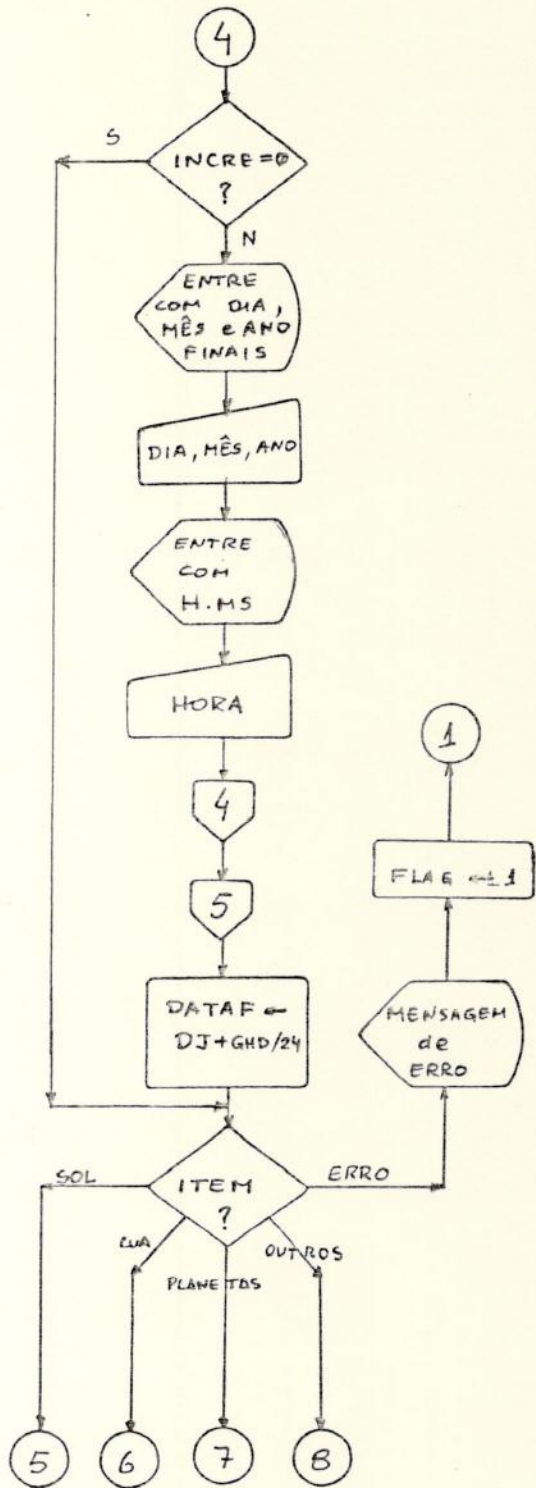 4
S
INCRE=0
?
N
ENTRE
COM DIA,
MÊS e ANO
FINAIS
DIA, MÊS, ANO
ENTRE
COM
H.MS
HORA
4
5
DATAF ←
DJ+GHD/24
1
FLAG ← 1
MENSAGEM
de
ERRO
SOL
ITEM
?
ERRO
LUA
PLANETAS
OUTROS
5
6
7
8